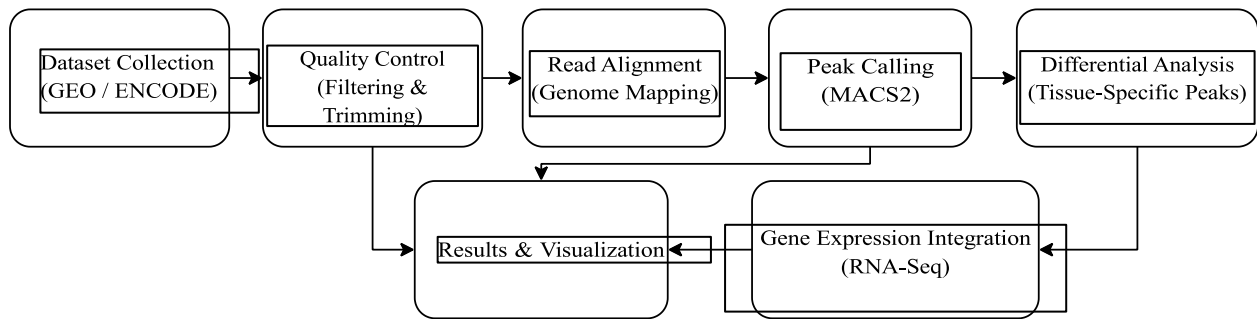 Dataset Collection
(GEO / ENCODE)
Quality Control
(Filtering &
Trimming)
Read Alignment
(Genome Mapping)
Peak Calling
(MACS2)
Differential Analysis
(Tissue-Specific Peaks)
Results & Visualization
Gene Expression Integration
(RNA-Seq)